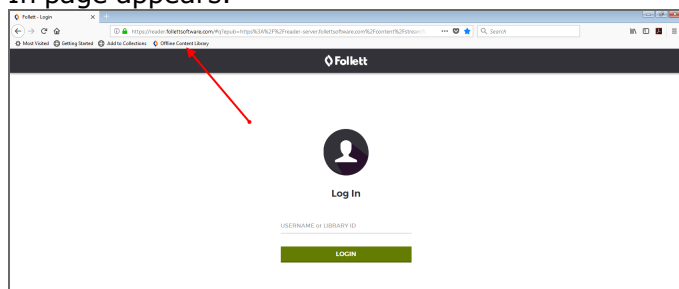 In page appears.
Follett - Login
https://reader.follettsoftware.com/#q?epub=https%3A%2F%2Freader-server.follettsoftware.com%2Fcontent%2Fstream%
Search
Most Visited Getting Started Add to Collections Offline Content Library
Follett
Log In
USERNAME or LIBRARY ID
LOGIN